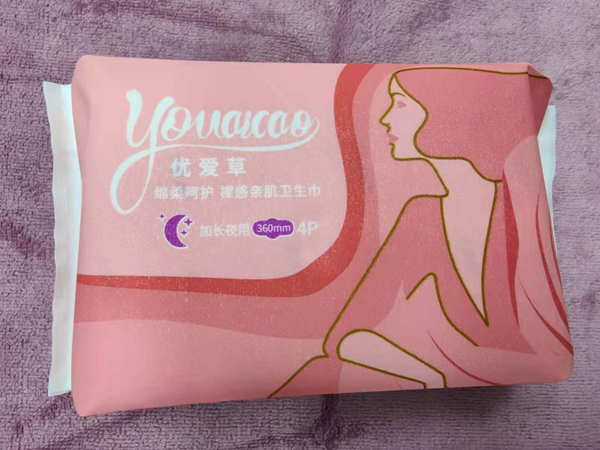 youaicao
优爱草
绵柔呵护 裸感亲肌卫生巾
加长夜用 360mm 4P